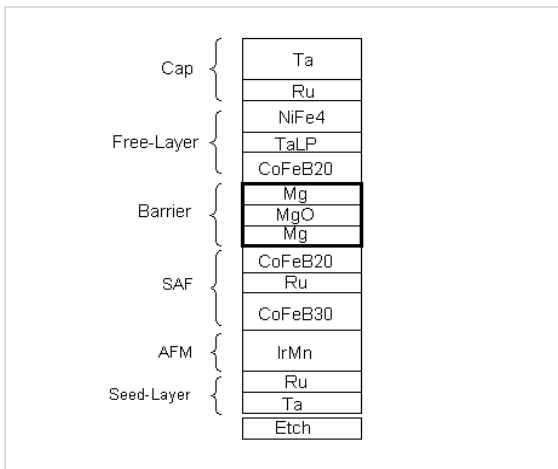 Cap
Ta
Ru
Free-Layer
NiFe4
TaLP
CoFeB20
Barrier
Mg
MgO
Mg
SAF
CoFeB20
Ru
CoFeB30
AFM
IrMn
Seed-Layer
Ru
Ta
Etch